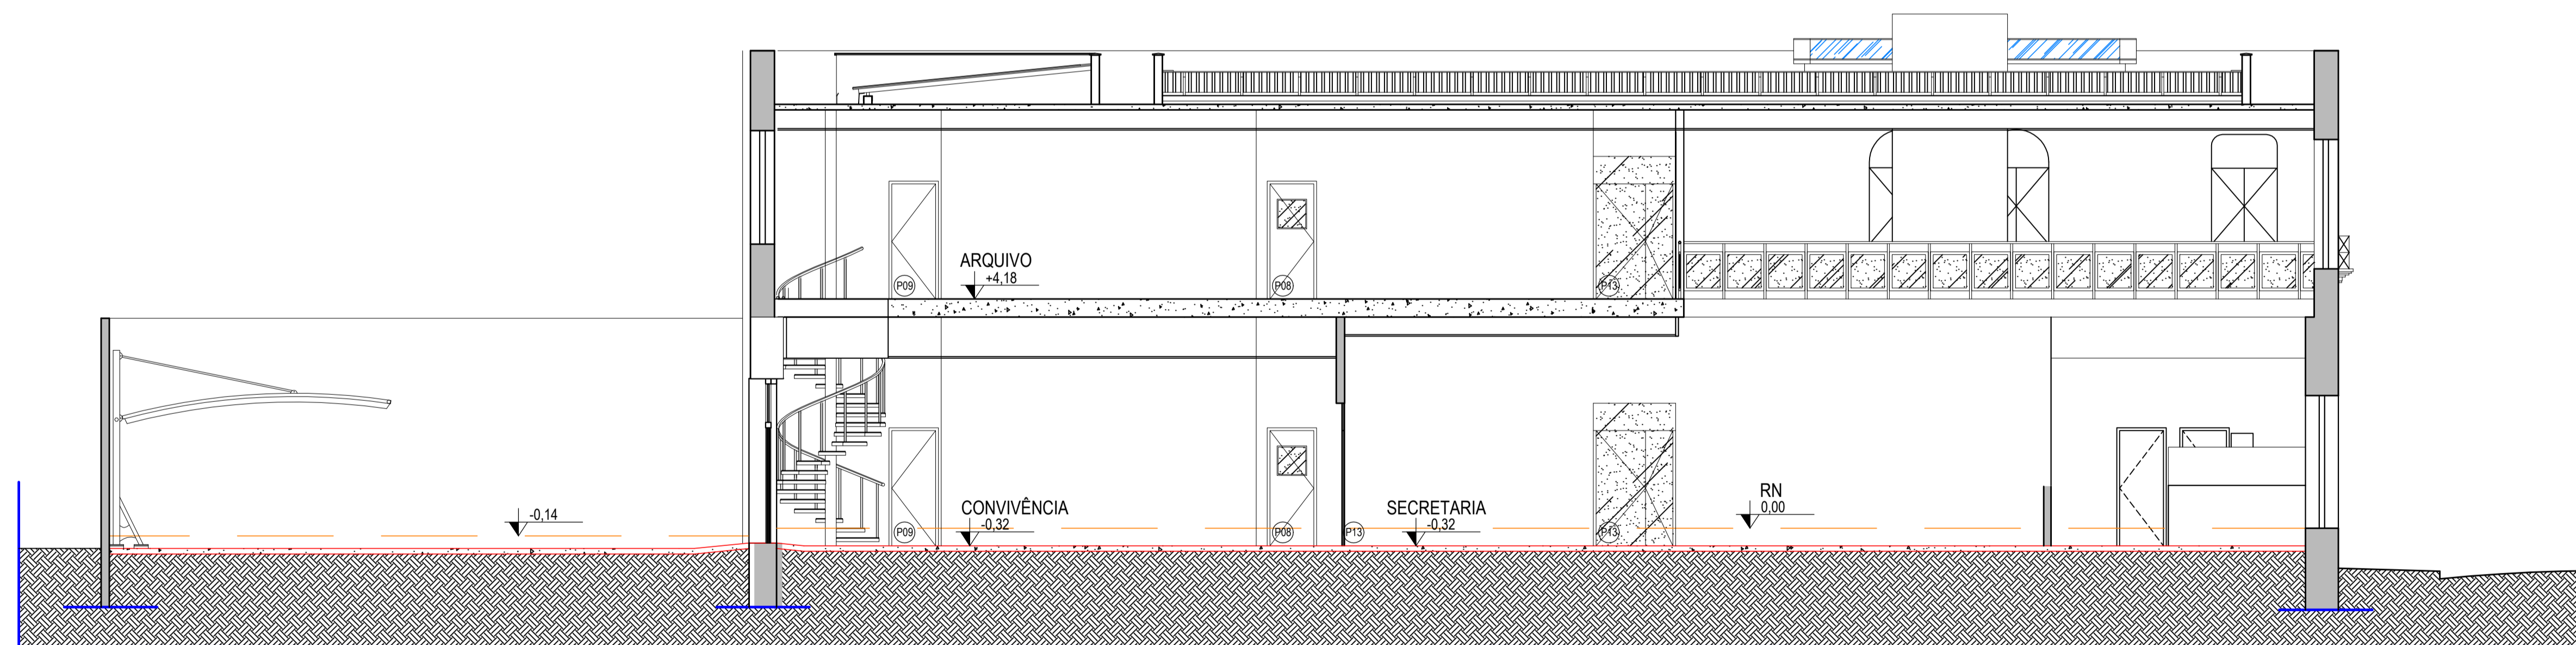 ARQUIVO
+4,18
P09
P08
P13
-0,14
CONVIVÊNCIA
-0,32
SECRETARIA
-0,32
RN
0,00
P09
P08
P13
P13